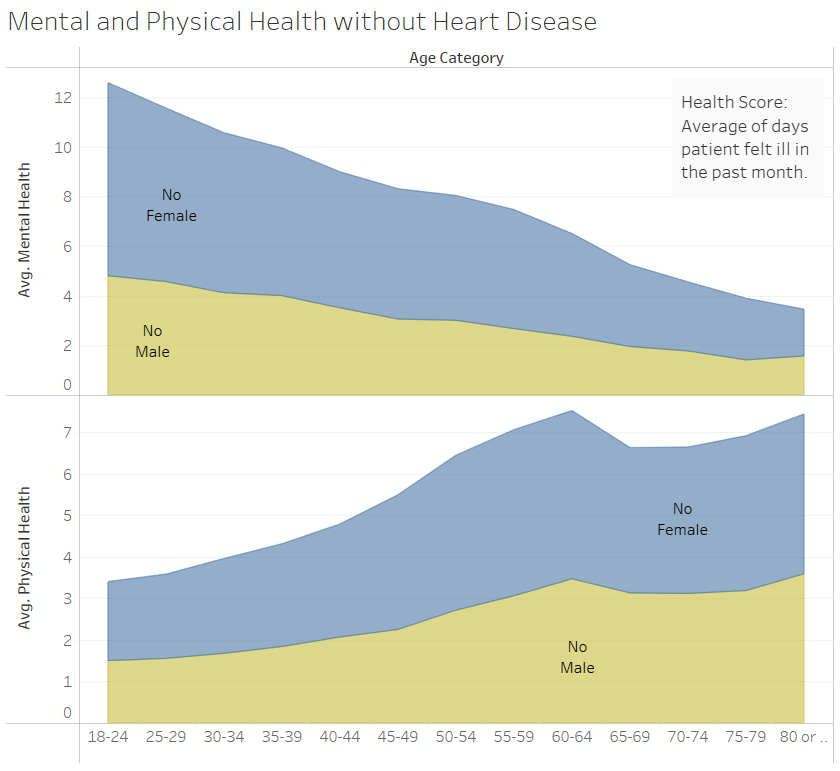 Mental and Physical Health without Heart Disease
Age Category
Avg. Mental Health
12
10
8
6
4
2
0
No
Female
No
Male
Health Score:
Average of days
patient felt ill in
the past month.
Avg. Physical Health
7
6
5
4
3
2
1
0
No
Female
No
Male
18-24 25-29 30-34 35-39 40-44 45-49 50-54 55-59 60-64 65-69 70-74 75-79 80 or ..